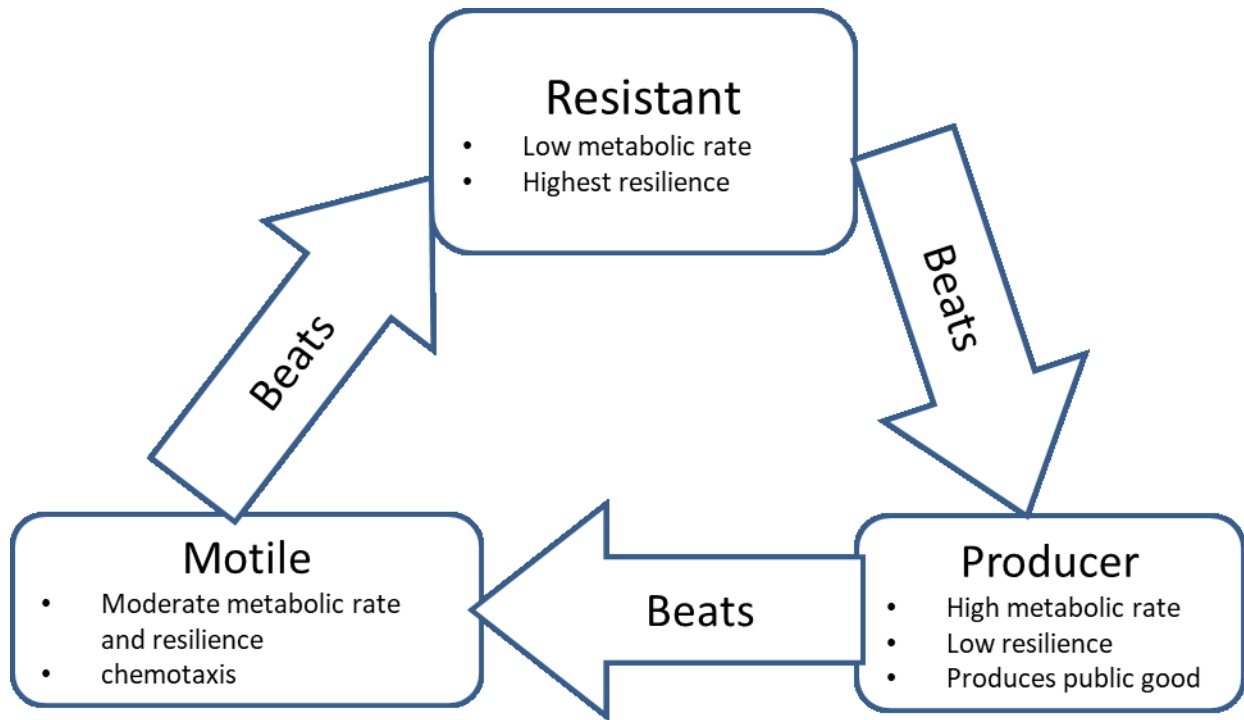 Resistant
• Low metabolic rate
• Highest resilience
Beats
Beats
Motile
• Moderate metabolic rate
and resilience
• chemotaxis
Beats
Producer
• High metabolic rate
• Low resilience
• Produces public good